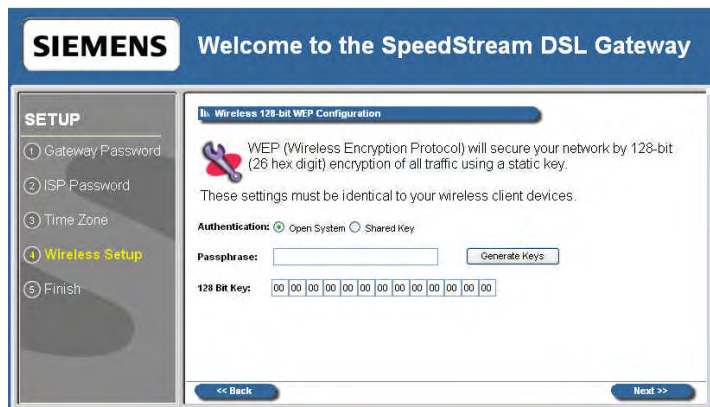 SIEMENS
Welcome to the SpeedStream DSL Gateway
SETUP
1 Gateway Password
2 ISP Password
3 Time Zone
4 Wireless Setup
5 Finish
Wireless 128-bit WEP Configuration
WEP (Wireless Encryption Protocol) will secure your network by 128-bit
(26 hex digit) encryption of all traffic using a static key.
These settings must be identical to your wireless client devices.
Authentication: Open System Shared Key
Passphrase: Generate Keys
128 Bit Key: 00 00 00 00 00 00 00 00 00 00 00 00 00
<< Back
Next >>